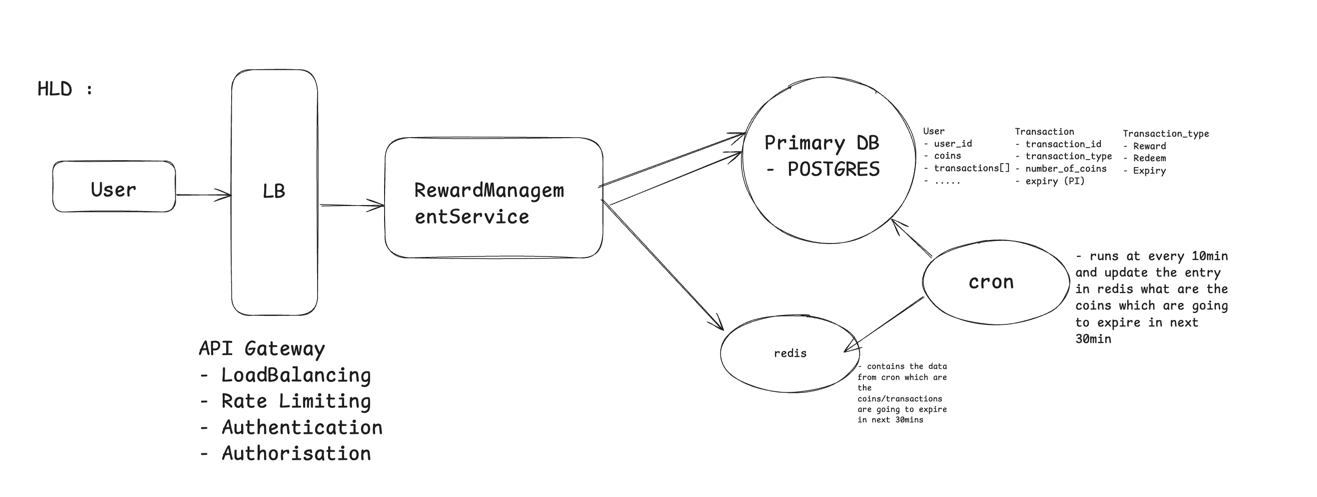 HLD :
User
LB
RewardManagem
entService
API Gateway
- LoadBalancing
- Rate Limiting
- Authentication
- Authorisation
Primary DB
- POSTGRES
User
- user_id
- coins
- transactions[]
- .....
Transaction
- transaction_id
- transaction_type
- number_of_coins
- expiry (PI)
Transaction_type
- Reward
- Redeem
- Expiry
cron
- runs at every 10min
and update the entry
in redis what are the
coins which are going
to expire in next
30min
redis
- contains the data
from cron which are
the
coins/transactions
are going to expire
in next 30mins